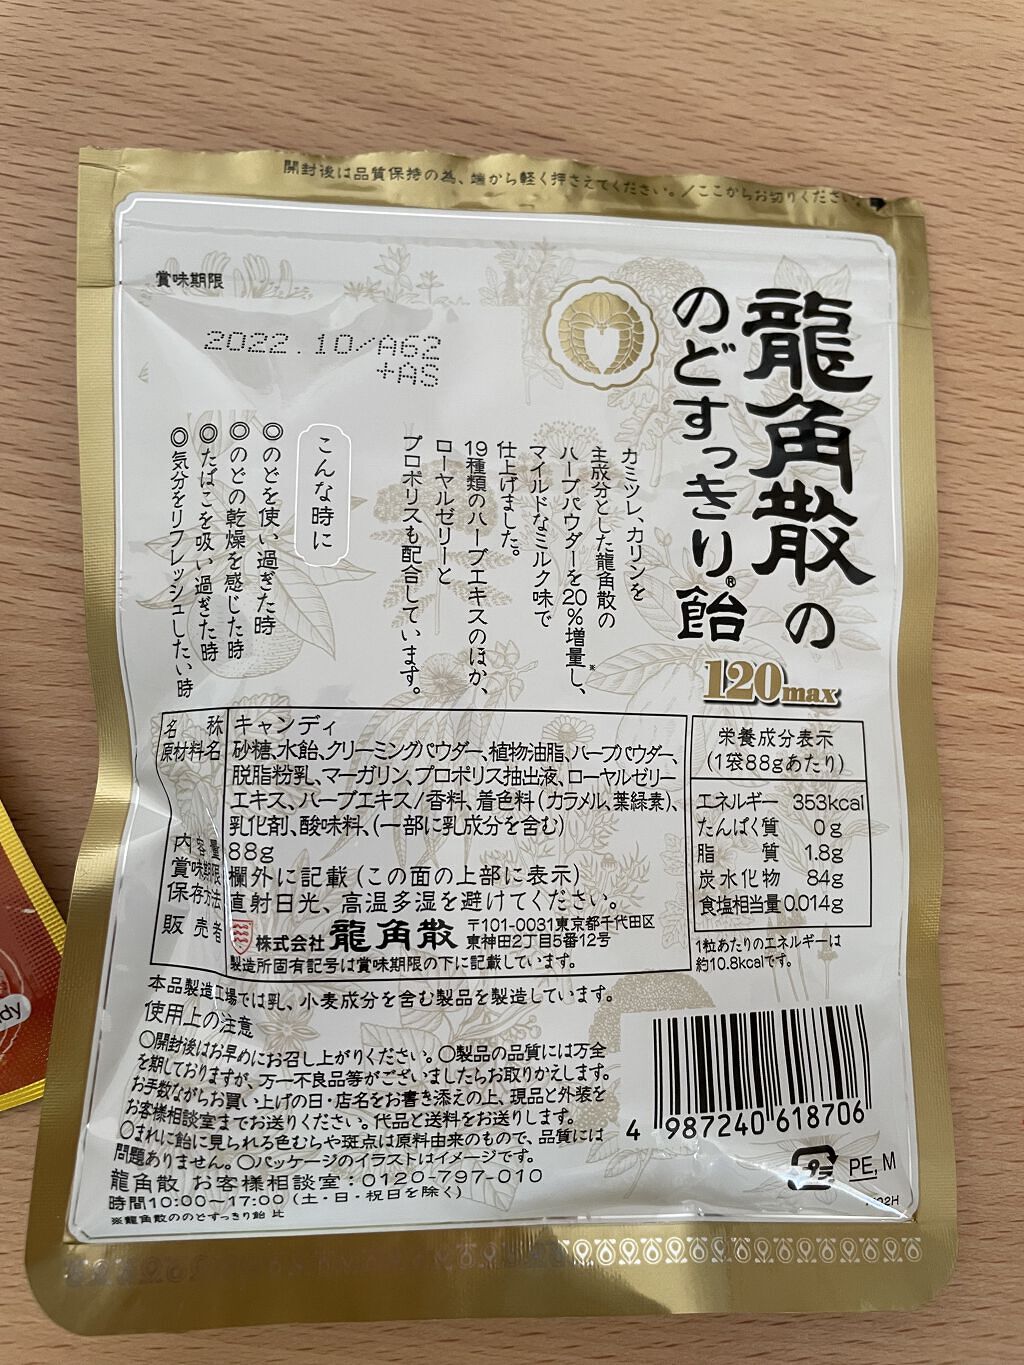 開封後は品質保持の為、端から軽く押さえてください。／ここからお切りください。
賞味期限
2022.10/A62
+AS
龍角散の
のどすっきり®飴
120max
カミツレ、カリンを
主成分とした龍角散の
ハーブパウダーを20%増量し、※
マイルドなミルク味で
仕上げました。
19種類のハーブエキスのほか、
ローヤルゼリーと
プロポリスも配合しています。
こんな時に
◎のどを使い過ぎた時
◎のどの乾燥を感じた時
◎たばこを吸い過ぎた時
◎気分をリフレッシュしたい時
名称 キャンディ
原材料名 砂糖、水飴、クリーミングパウダー、植物油脂、ハーブパウダー、
脱脂粉乳、マーガリン、プロポリス抽出液、ローヤルゼリー
エキス、ハーブエキス/香料、着色料(カラメル、葉緑素)、
乳化剤、酸味料、(一部に乳成分を含む)
内容量 88g
賞味期限 欄外に記載(この面の上部に表示)
保存方法 直射日光、高温多湿を避けてください。
販売者 株式会社 龍角散 〒101-0031東京都千代田区
東神田2丁目5番12号
製造所固有記号は賞味期限の下に記載しています。
栄養成分表示
(1袋88gあたり)
エネルギー 353kcal
たんぱく質 0g
脂質 1.8g
炭水化物 84g
食塩相当量 0.014g
1粒あたりのエネルギーは
約10.8kcalです。
本品製造工場では乳、小麦成分を含む製品を製造しています。
使用上の注意
○開封後はお早めにお召し上がりください。○製品の品質には万全
を期しておりますが、万一不良品等がございましたらお取りかえします。
お手数ながらお買い上げの日・店名をお書き添えの上、現品と外装を
お客様相談室までお送りください。代品と送料をお送りします。
○まれに飴に見られる色むらや斑点は原料由来のもので、品質には
問題ありません。○パッケージのイラストはイメージです。
龍角散 お客様相談室:0120-797-010
時間10:00～17:00(土・日・祝日を除く)
※龍角散ののどすっきり飴 比
4 987240 618706
プラ PE, M
dy